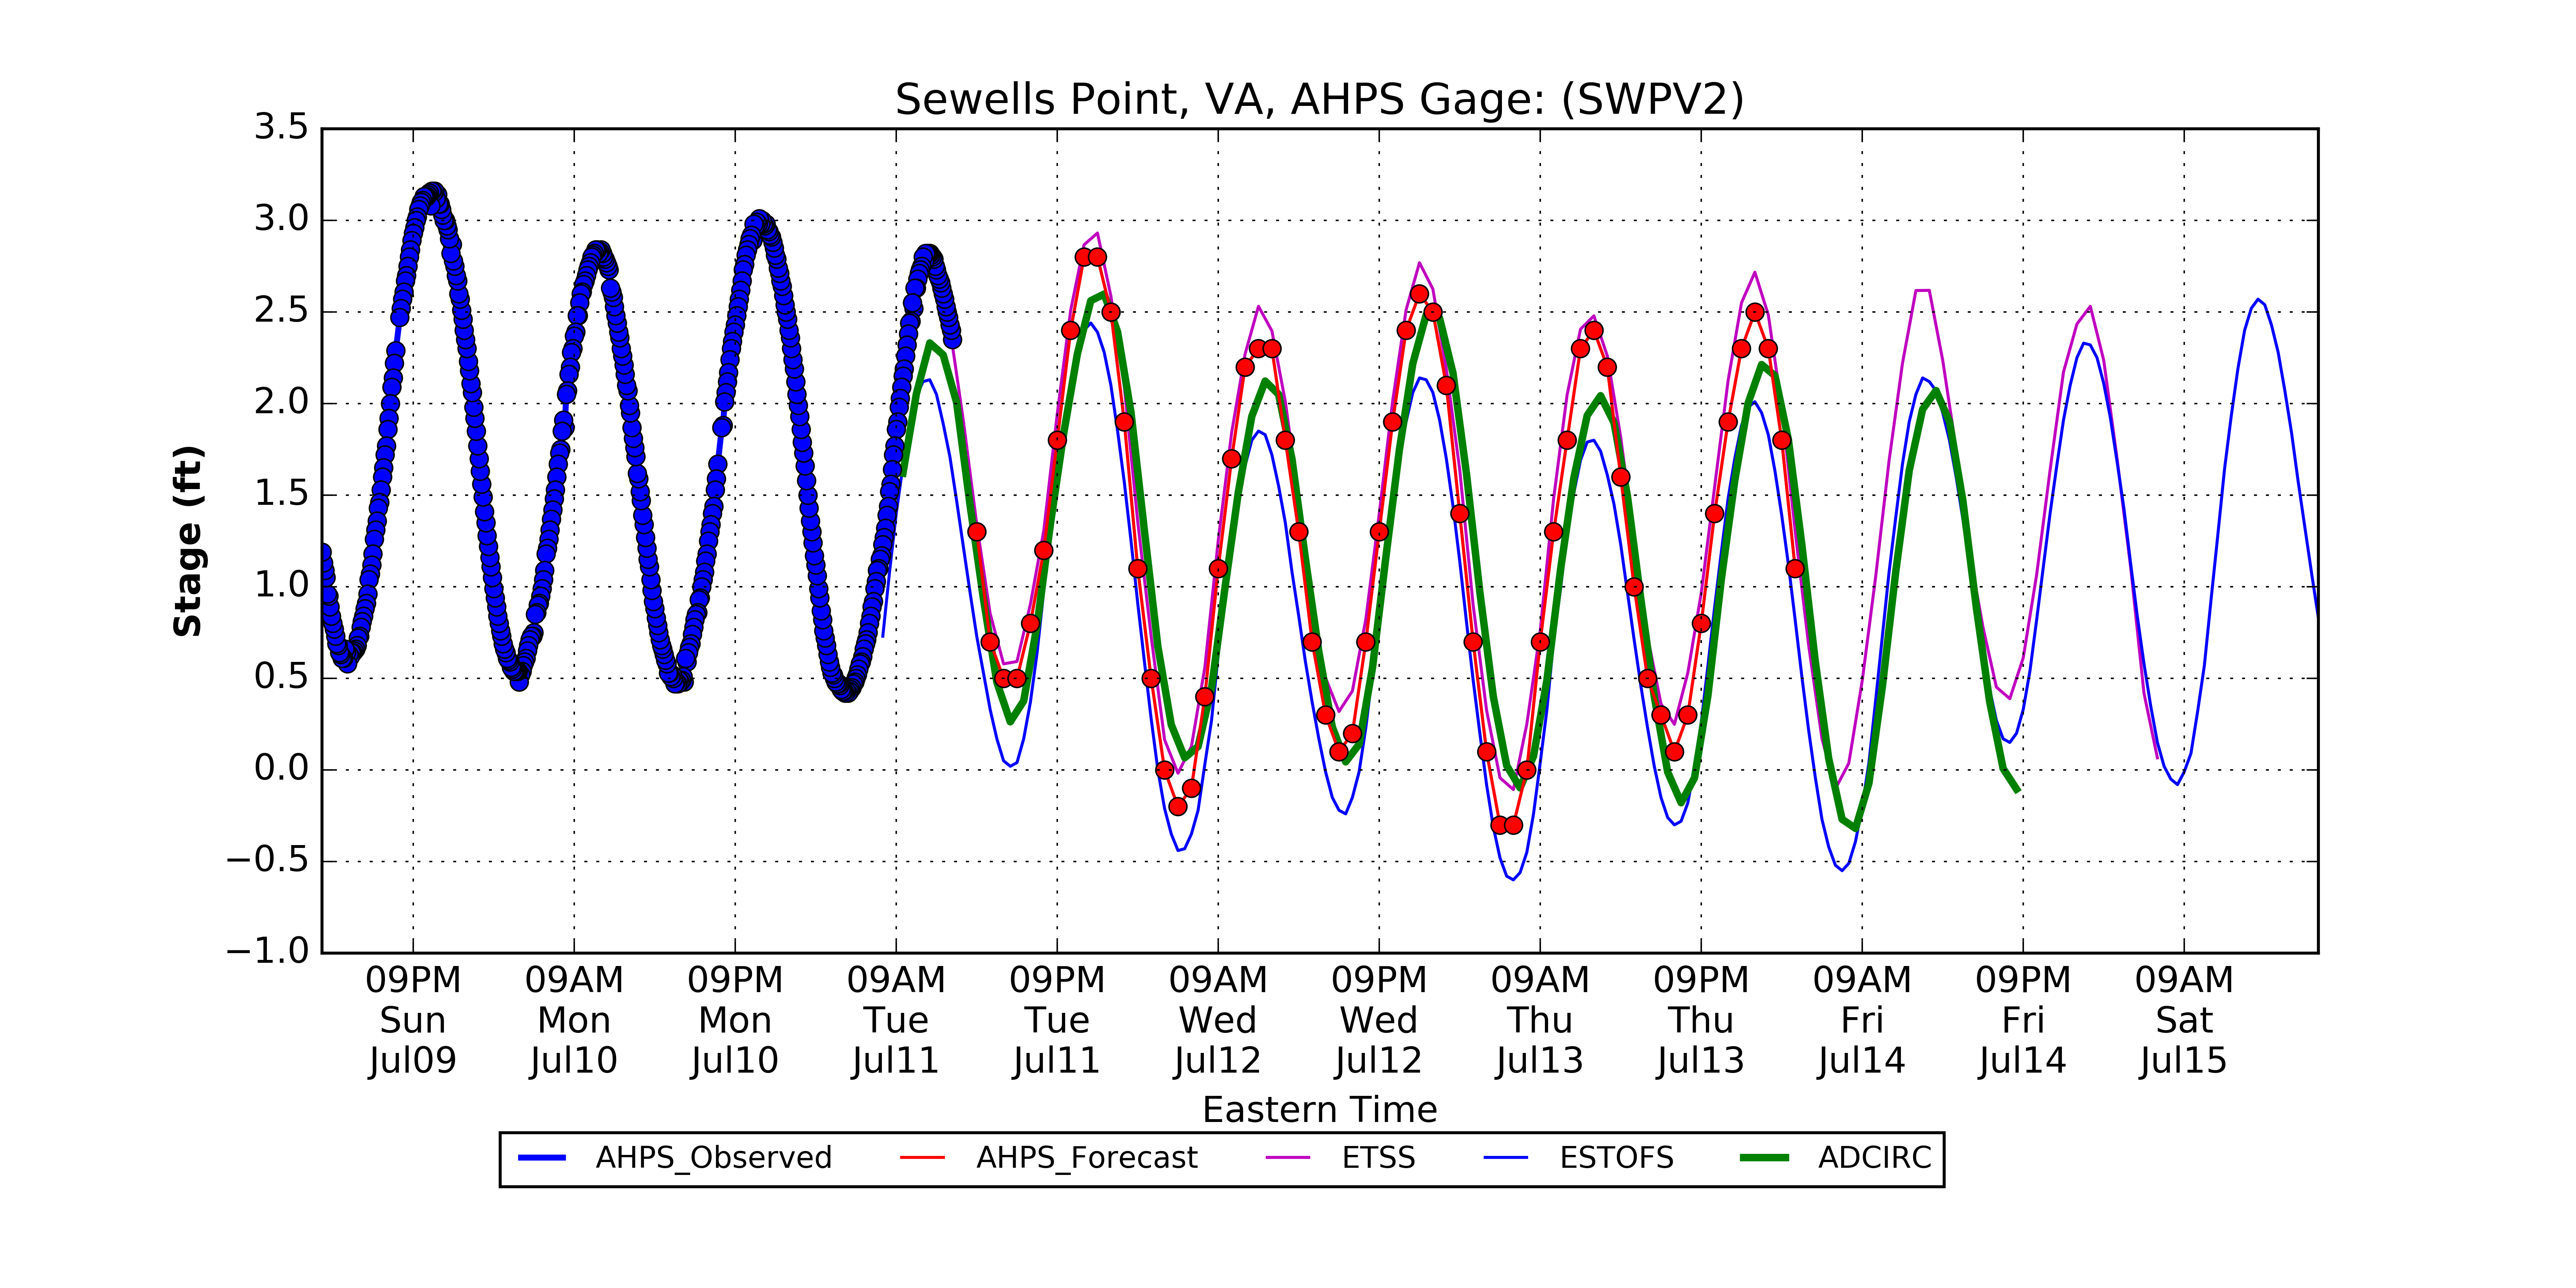 Sewells Point, VA, AHPS Gage: (SWPV2)
3.5
3.0
2.5
2.0
1.5
1.0
0.5
0.0
−0.5
−1.0
Stage (ft)
09PM 09AM 09PM 09AM 09PM 09AM 09PM 09AM 09PM 09AM 09PM 09AM
Sun Mon Mon Tue Tue Wed Wed Thu Thu Fri Fri Sat
Jul09 Jul10 Jul10 Jul11 Jul11 Jul12 Jul12 Jul13 Jul13 Jul14 Jul14 Jul15
Eastern Time
AHPS_Observed AHPS_Forecast ETSS ESTOFS ADCIRC